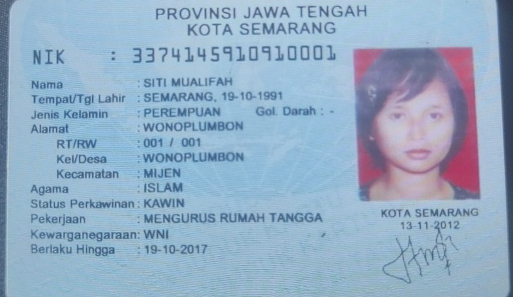 PROVINSI JAWA TENGAH
KOTA SEMARANG
NIK : 3374145910910001
Nama : SITI MUALIFAH
Tempat/Tgl Lahir : SEMARANG, 19-10-1991
Jenis Kelamin : PEREMPUAN Gol. Darah : -
Alamat : WONOPLUMBON
RT/RW : 001 / 001
Kel/Desa : WONOPLUMBON
Kecamatan : MIJEN
Agama : ISLAM
Status Perkawinan : KAWIN
Pekerjaan : MENGURUS RUMAH TANGGA
Kewarganegaraan: WNI
Berlaku Hingga : 19-10-2017
KOTA SEMARANG
13-11-2012